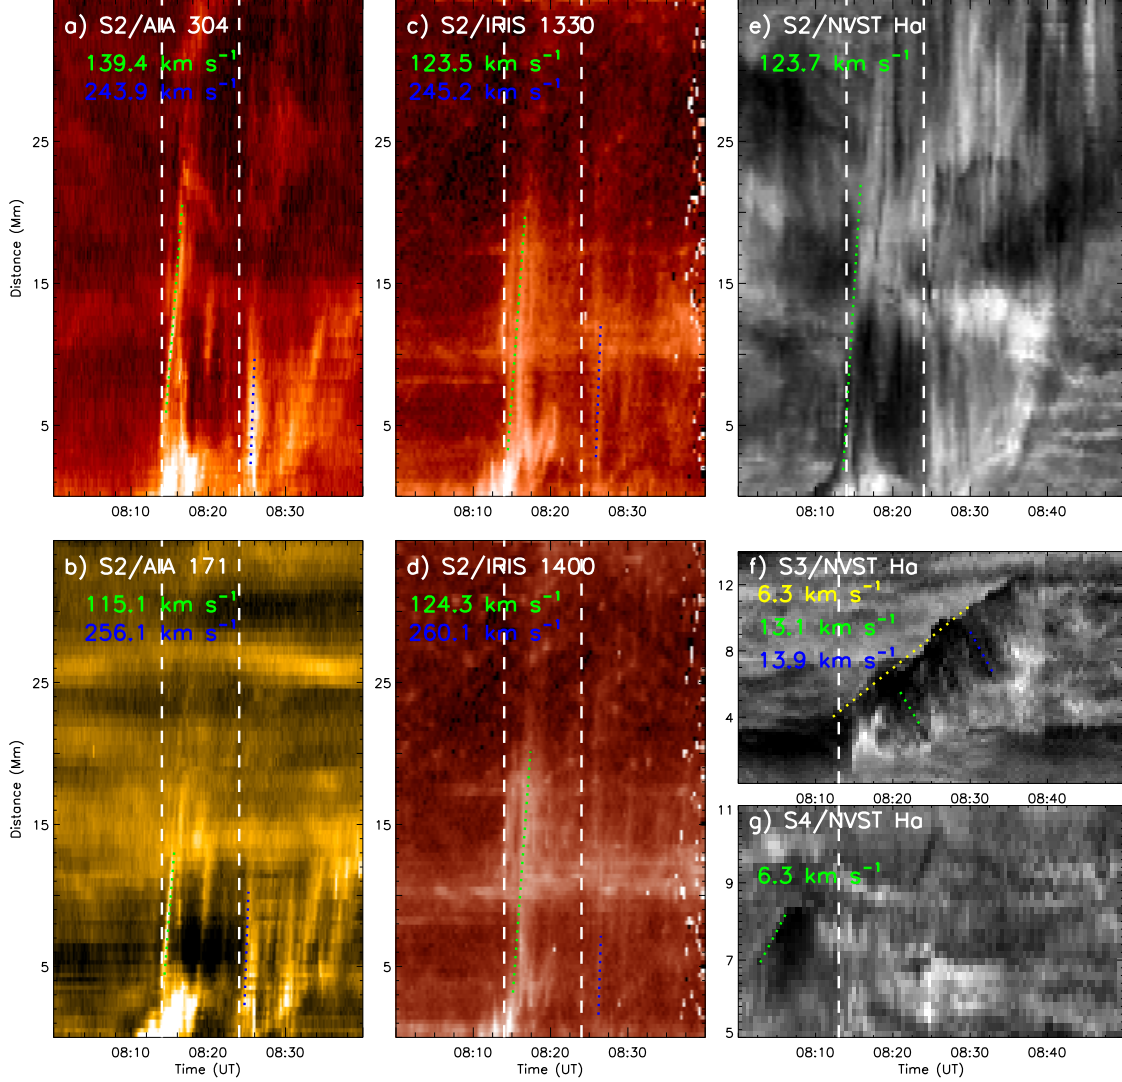 a) S2/AIA 304
139.4 km s⁻¹
243.9 km s⁻¹
25
15
5
Distance (Mm)
08:10 08:20 08:30
c) S2/IRIS 1330
123.5 km s⁻¹
245.2 km s⁻¹
25
15
5
08:10 08:20 08:30
e) S2/NVST Ha
123.7 km s⁻¹
25
15
5
08:10 08:20 08:30 08:40
b) S2/AIA 171
115.1 km s⁻¹
256.1 km s⁻¹
25
15
5
Distance (Mm)
08:10 08:20 08:30
Time (UT)
d) S2/IRIS 1400
124.3 km s⁻¹
260.1 km s⁻¹
25
15
5
08:10 08:20 08:30
Time (UT)
f) S3/NVST Ha
6.3 km s⁻¹
13.1 km s⁻¹
13.9 km s⁻¹
12
8
4
08:10 08:20 08:30 08:40
g) S4/NVST Ha
6.3 km s⁻¹
11
9
7
5
08:10 08:20 08:30 08:40
Time (UT)